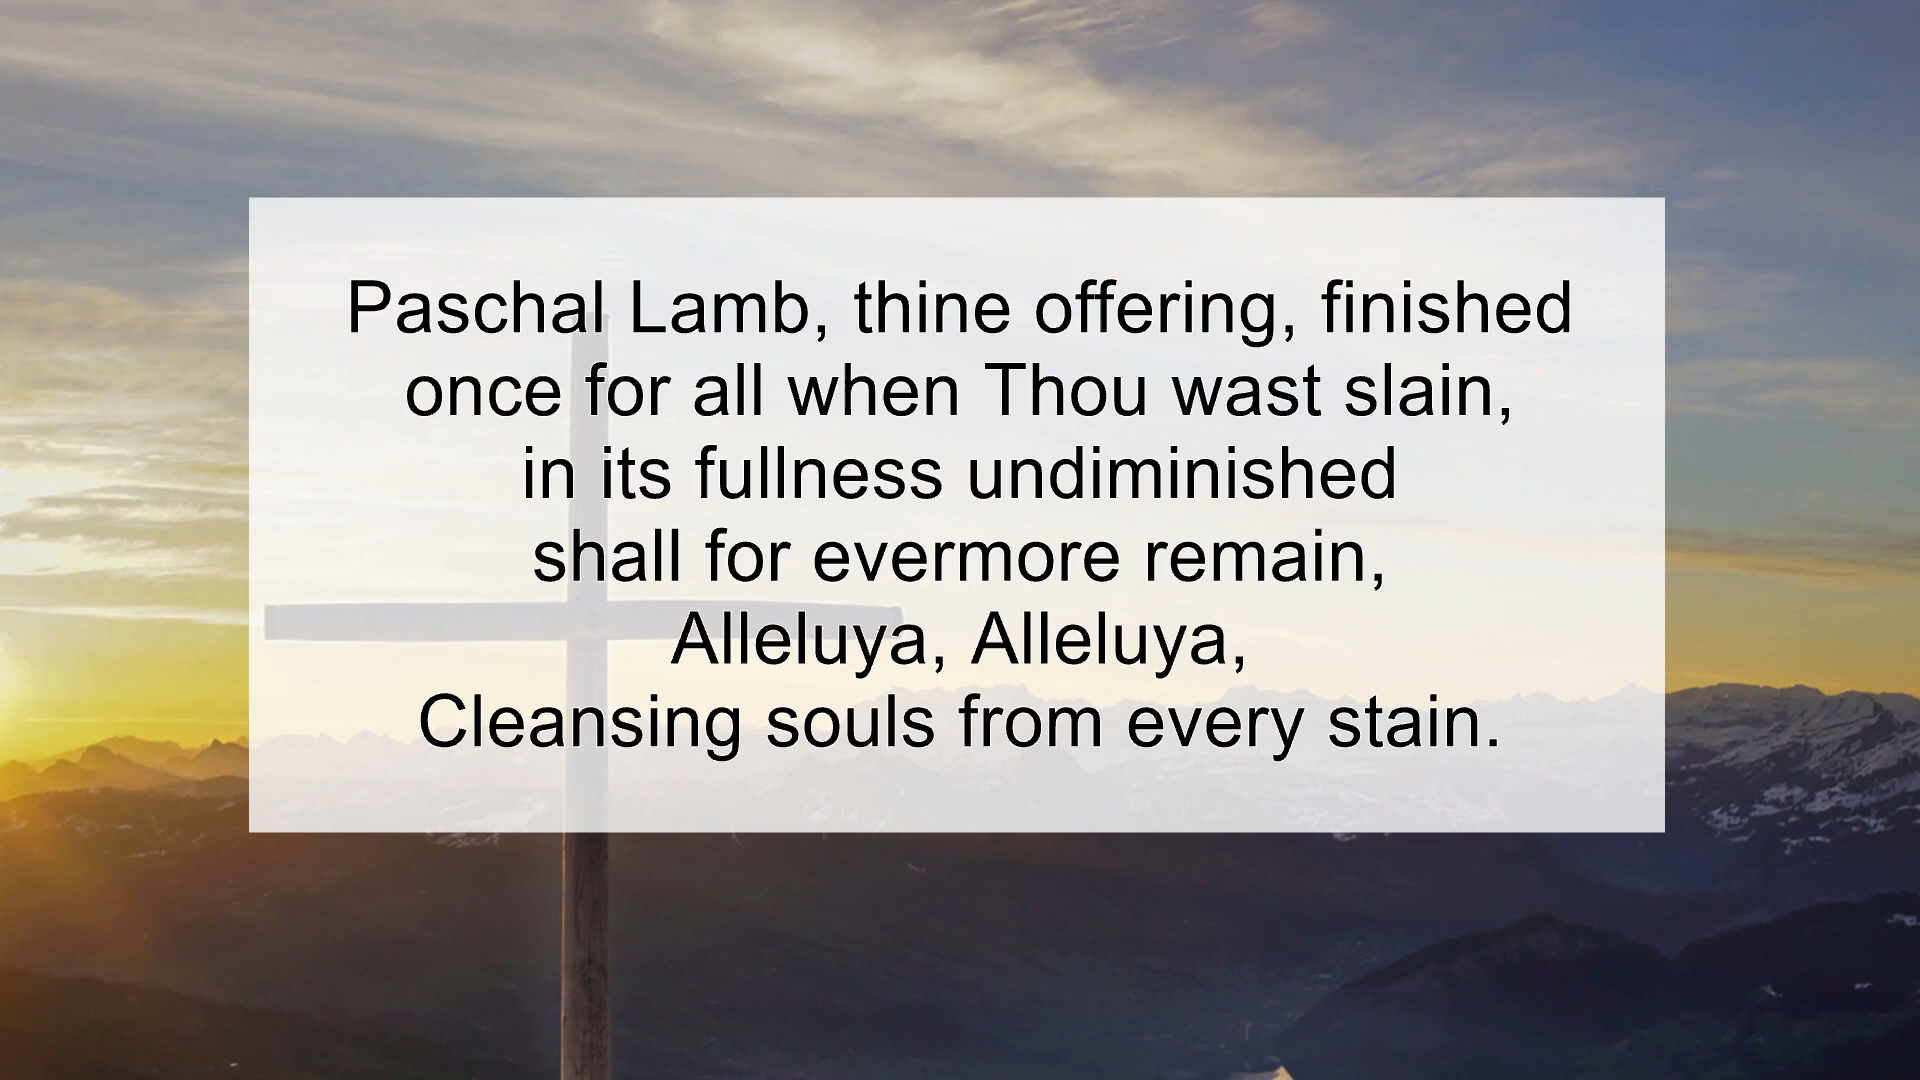 Paschal Lamb, thine offering, finished
once for all when Thou wast slain,
in its fullness undiminished
shall for evermore remain,
Alleluya, Alleluya,
Cleansing souls from every stain.